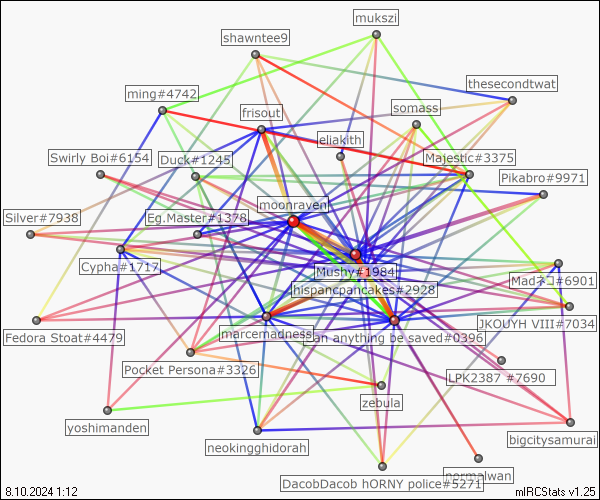 mukszi
shawntee9
thesecondtwat
ming#4742
somass
frisout
eliakith
Swirly Boi#6154
Duck#1245
Majestic#3375
Pikabro#9971
moonraven
Silver#7938
Eg.Master#1378
Cypha#1717
Mushy#1984
Madネコ#6901
hispancpancakes#2928
JKOUYH VIII#7034
Fedora Stoat#4479
marcemadness
an anything be saved#0396
Pocket Persona#3326
LPK2387 #7690
zebula
yoshimanden
bigcitysamurai
neokingghidorah
normalwan
DacobDacob hORNY police#5271
8.10.2024 1:12
mIRCStats v1.25